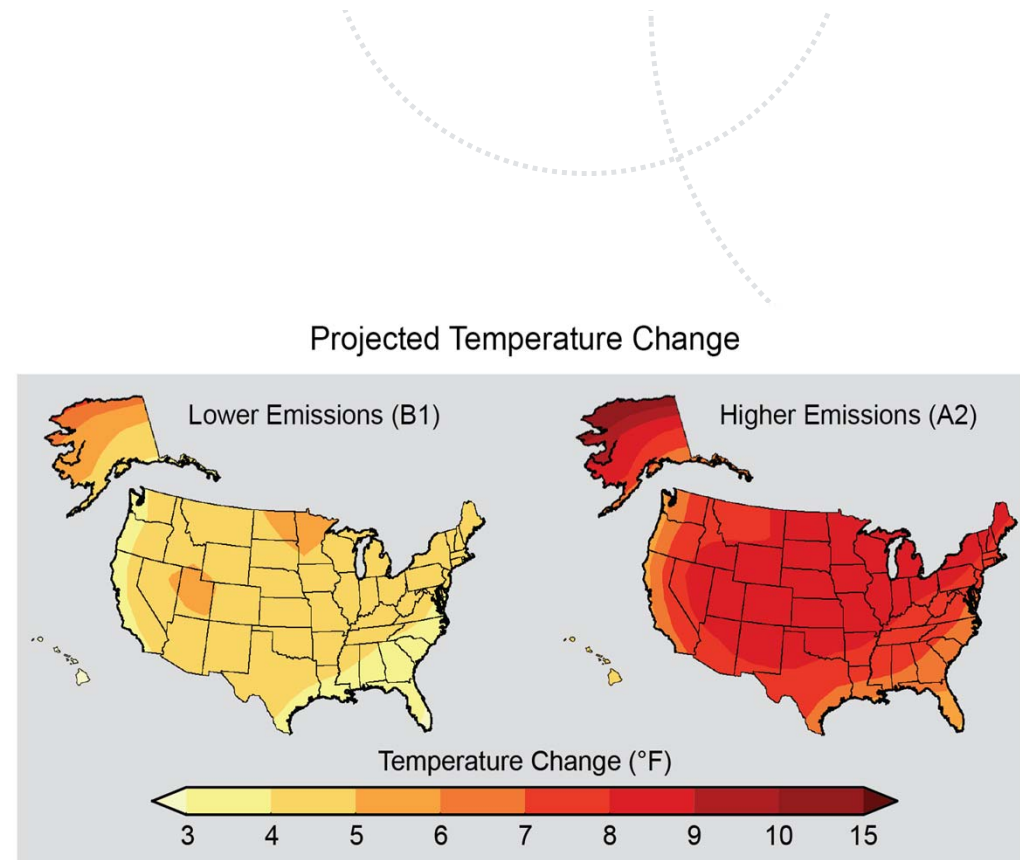 Projected Temperature Change
Lower Emissions (B1)
Higher Emissions (A2)
Temperature Change (°F)
3 4 5 6 7 8 9 10 15